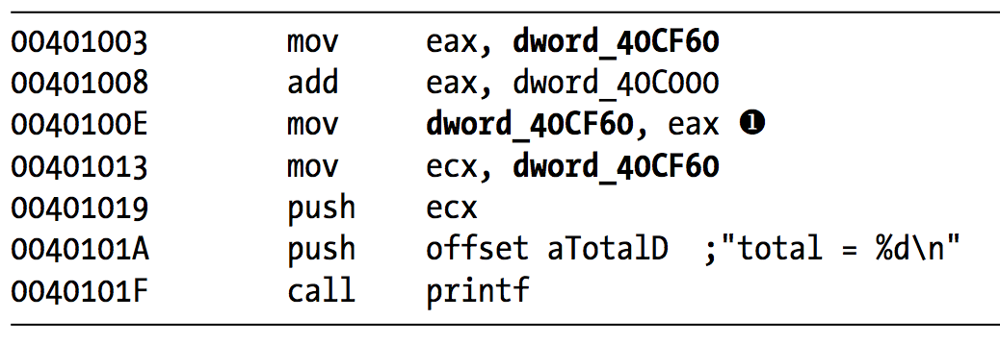 00401003 mov eax, dword_40CF60
00401008 add eax, dword_40C000
0040100E mov dword_40CF60, eax ❶
00401013 mov ecx, dword_40CF60
00401019 push ecx
0040101A push offset aTotalD ;"total = %d\n"
0040101F call printf